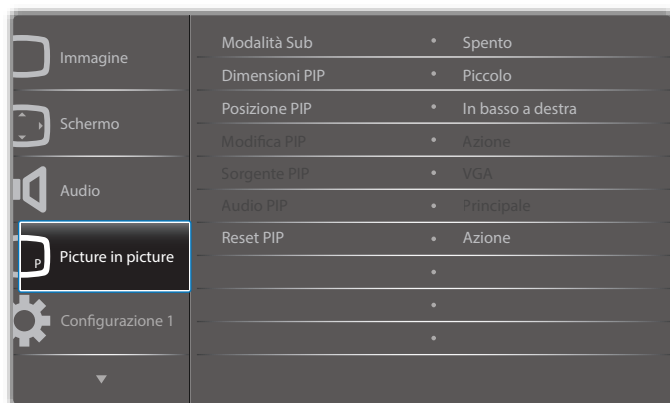 Immagine
Schermo
Audio
P
Picture in picture
Configurazione 1
Modalità Sub • Spento
Dimensioni PIP • Piccolo
Posizione PIP • In basso a destra
Modifica PIP • Azione
Sorgente PIP • VGA
Audio PIP • Principale
Reset PIP • Azione
•
•
•